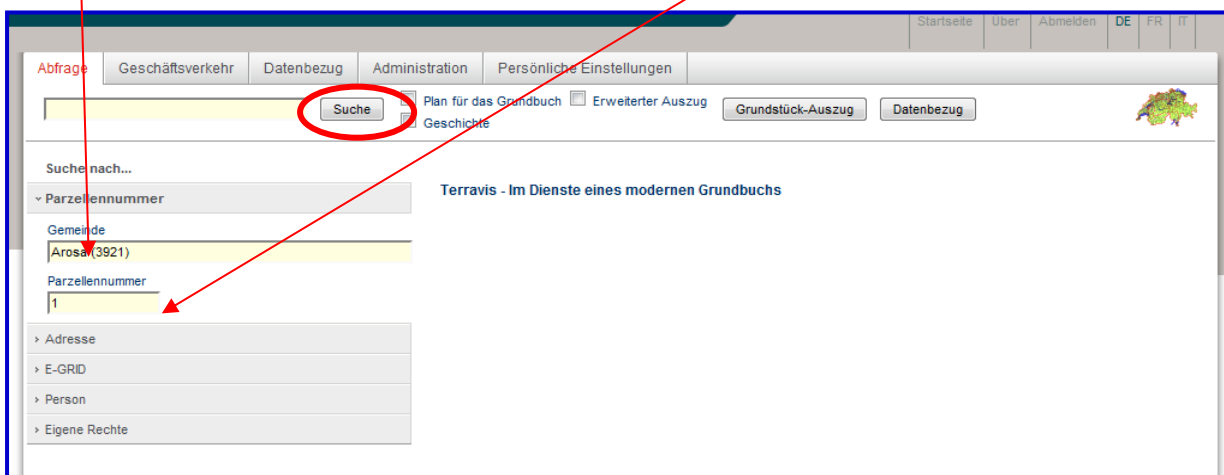 Startseite Über Abmelden DE FR IT
Abfrage Geschäftsverkehr Datenbezug Administration Persönliche Einstellungen
Suche Plan für das Grundbuch Erweiterter Auszug Grundstück-Auszug Datenbezug
Geschichte
Suche nach...
Parzellennummer
Terravis - Im Dienste eines modernen Grundbuchs
Gemeinde
Arosa (3921)
Parzellennummer
1
Adresse
E-GRID
Person
Eigene Rechte